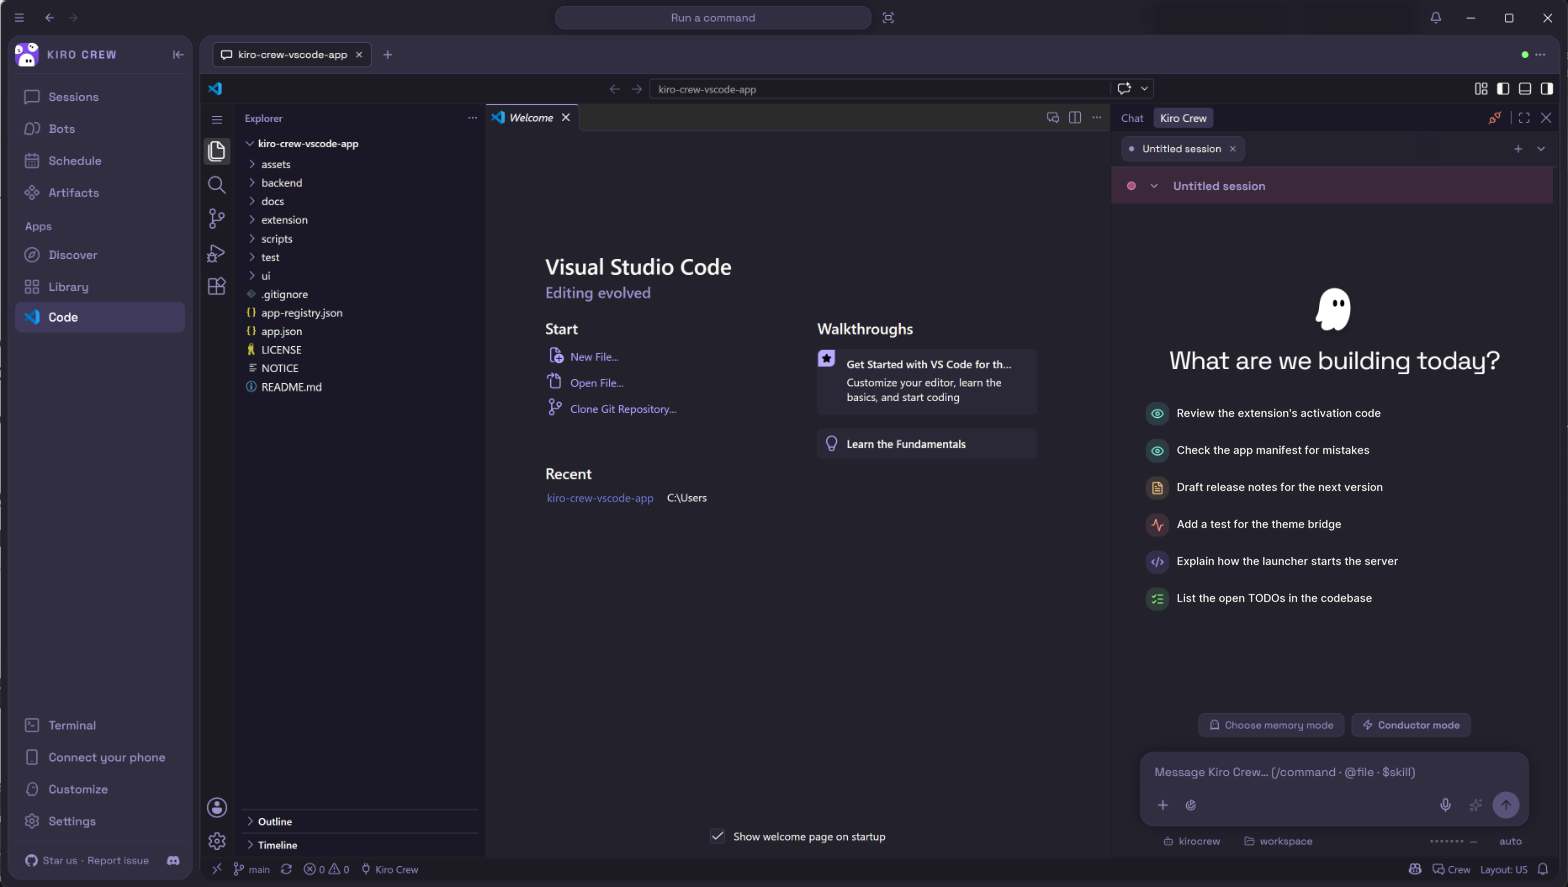 Run a command
KIRO CREW
Sessions
Bots
Schedule
Artifacts
Apps
Discover
Library
Code
Terminal
Connect your phone
Customize
Settings
Star us - Report issue
kiro-crew-vscode-app
kiro-crew-vscode-app
Explorer
kiro-crew-vscode-app
assets
backend
docs
extension
scripts
test
ui
.gitignore
app-registry.json
app.json
LICENSE
NOTICE
README.md
Outline
Timeline
Welcome
Visual Studio Code
Editing evolved
Start
New File...
Open File...
Clone Git Repository...
Recent
kiro-crew-vscode-app C:\Users
Walkthroughs
Get Started with VS Code for th...
Customize your editor, learn the
basics, and start coding
Learn the Fundamentals
Show welcome page on startup
Chat Kiro Crew
Untitled session
Untitled session
What are we building today?
Review the extension's activation code
Check the app manifest for mistakes
Draft release notes for the next version
Add a test for the theme bridge
Explain how the launcher starts the server
List the open TODOs in the codebase
Choose memory mode Conductor mode
Message Kiro Crew... (/command · @file · $skill)
kirocrew workspace auto
main 0 0 Kiro Crew Crew Layout: US